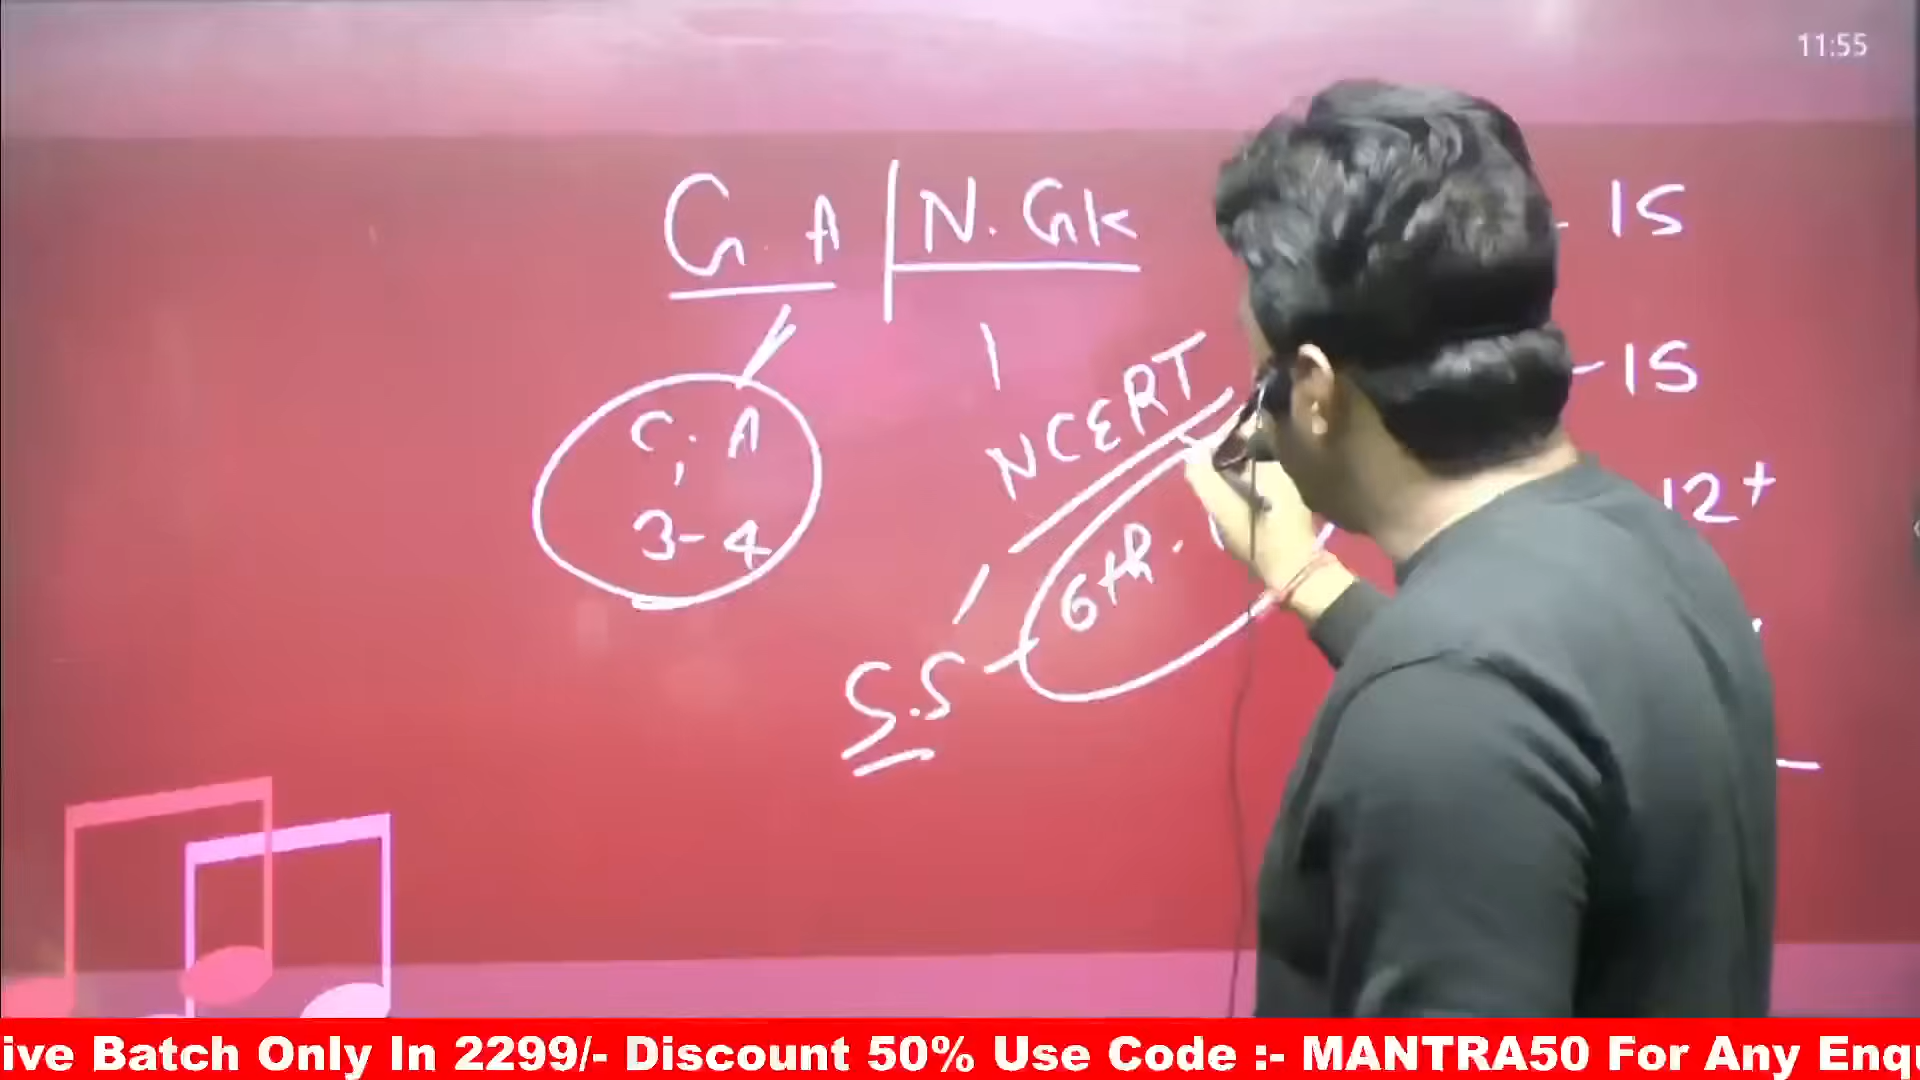 11:55
G.A | N.Gk - 15
NCERT - 15
C.A
3-4
12+
6th -
S.S
ive Batch Only In 2299/- Discount 50% Use Code :- MANTRA50 For Any Enqu